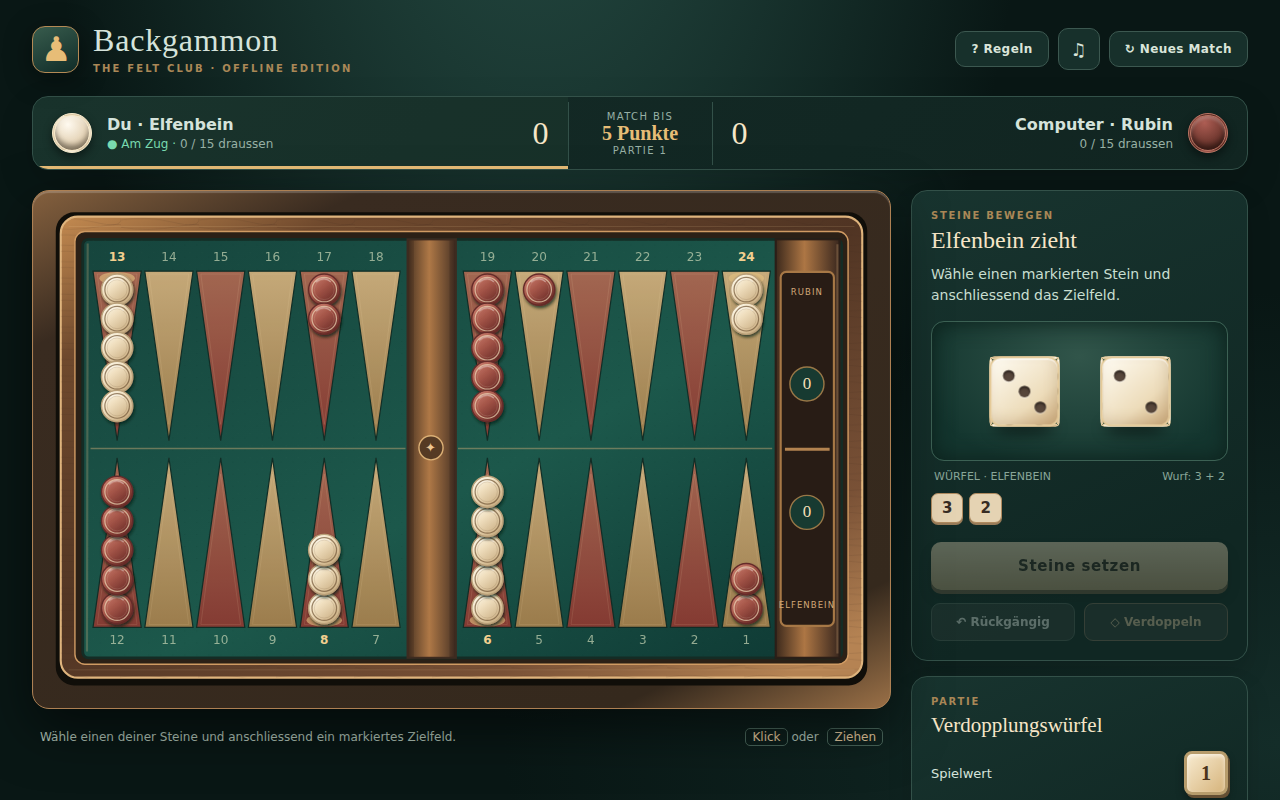 Backgammon
THE FELT CLUB · OFFLINE EDITION
? Regeln
♫
↻ Neues Match
Du · Elfenbein
● Am Zug · 0 / 15 draussen
0
MATCH BIS
5 Punkte
PARTIE 1
0
Computer · Rubin
0 / 15 draussen
13 14 15 16 17 18 19 20 21 22 23 24
RUBIN
0
0
ELFENBEIN
12 11 10 9 8 7 6 5 4 3 2 1
Wähle einen deiner Steine und anschliessend ein markiertes Zielfeld.
Klick oder Ziehen
STEINE BEWEGEN
Elfenbein zieht
Wähle einen markierten Stein und
anschliessend das Zielfeld.
WÜRFEL · ELFENBEIN
Wurf: 3 + 2
3 2
Steine setzen
↶ Rückgängig
◇ Verdoppeln
PARTIE
Verdopplungswürfel
Spielwert
1